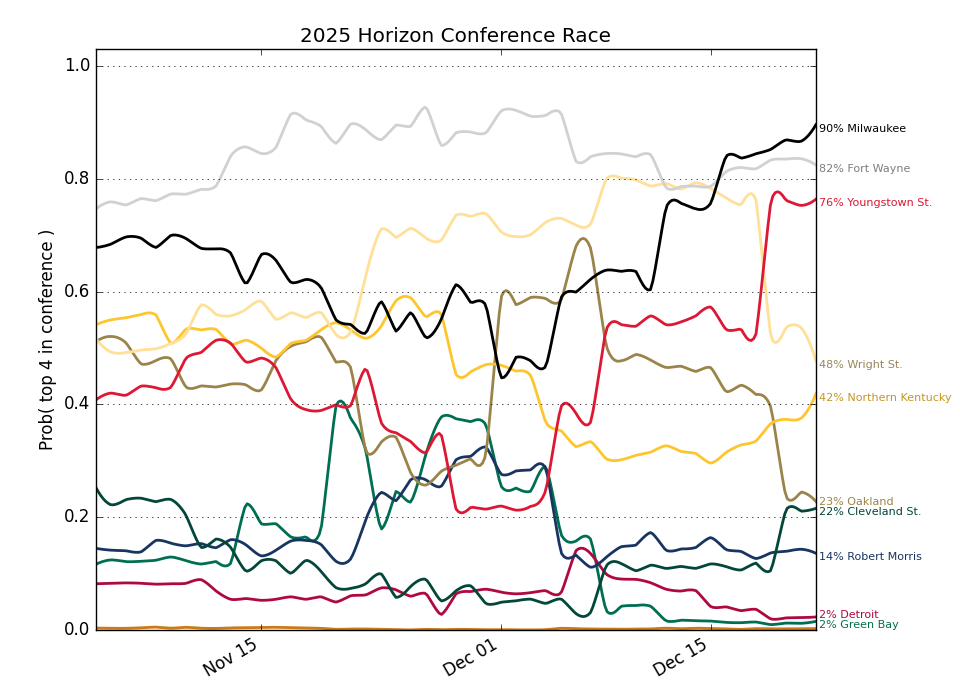 2025 Horizon Conference Race
Prob( top 4 in conference )
1.0
0.8
0.6
0.4
0.2
0.0
Nov 15
Dec 01
Dec 15
90% Milwaukee
82% Fort Wayne
76% Youngstown St.
48% Wright St.
42% Northern Kentucky
23% Oakland
22% Cleveland St.
14% Robert Morris
2% Detroit
2% Green Bay